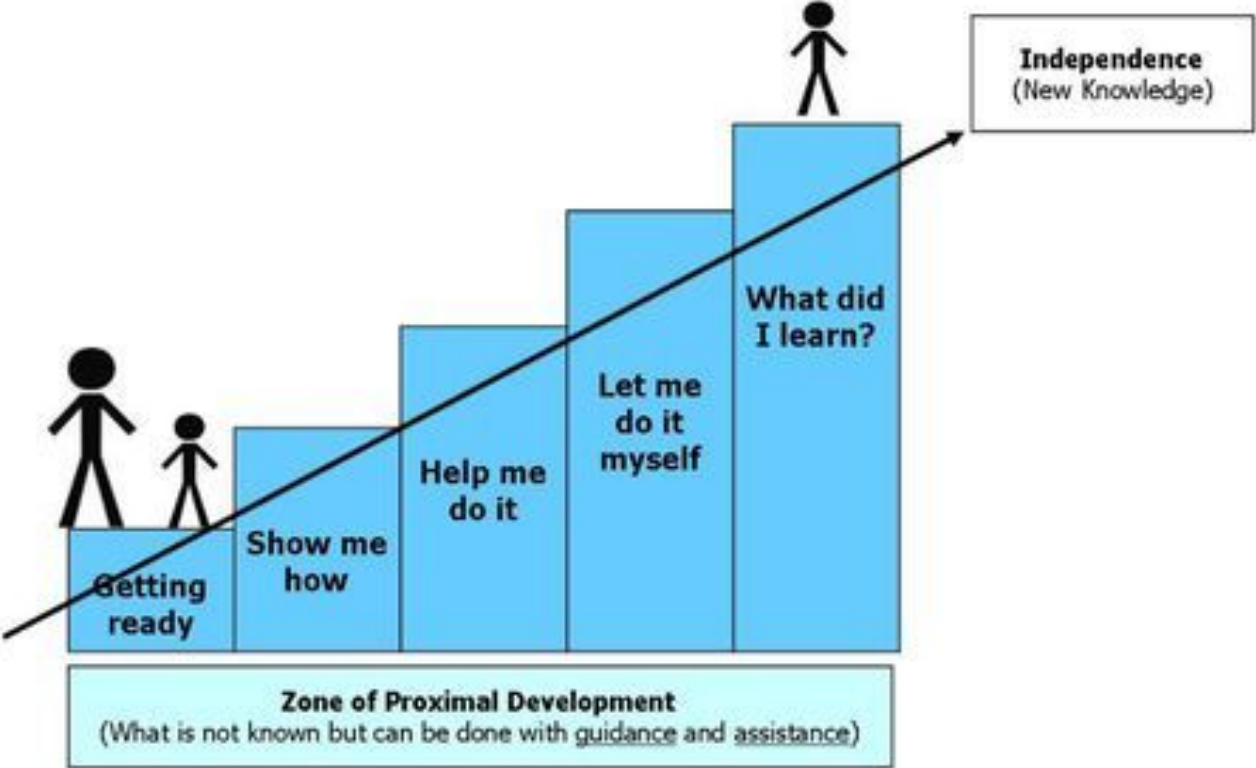 Independence
(New Knowledge)
What did
I learn?
Let me
do it
myself
Help me
do it
Show me
how
Getting
ready
Zone of Proximal Development
(What is not known but can be done with guidance and assistance)